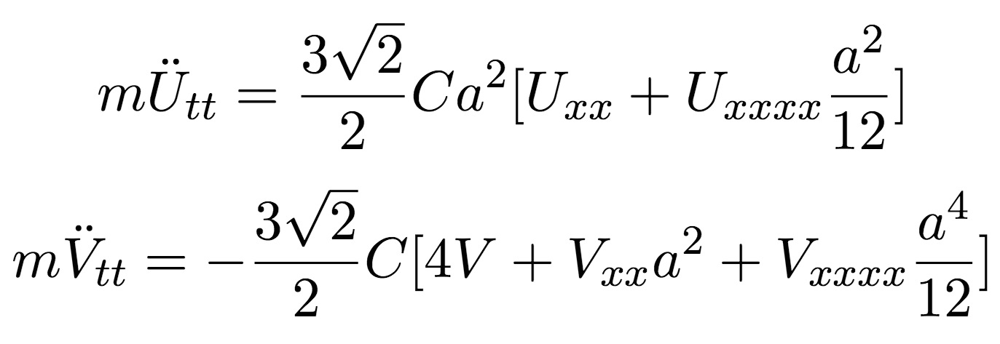 $m\ddot{U}_{tt} = \frac{3\sqrt{2}}{2}Ca^2[U_{xx} + U_{xxxx}\frac{a^2}{12}]$
$m\ddot{V}_{tt} = -\frac{3\sqrt{2}}{2}C[4V + V_{xx}a^2 + V_{xxxx}\frac{a^4}{12}]$